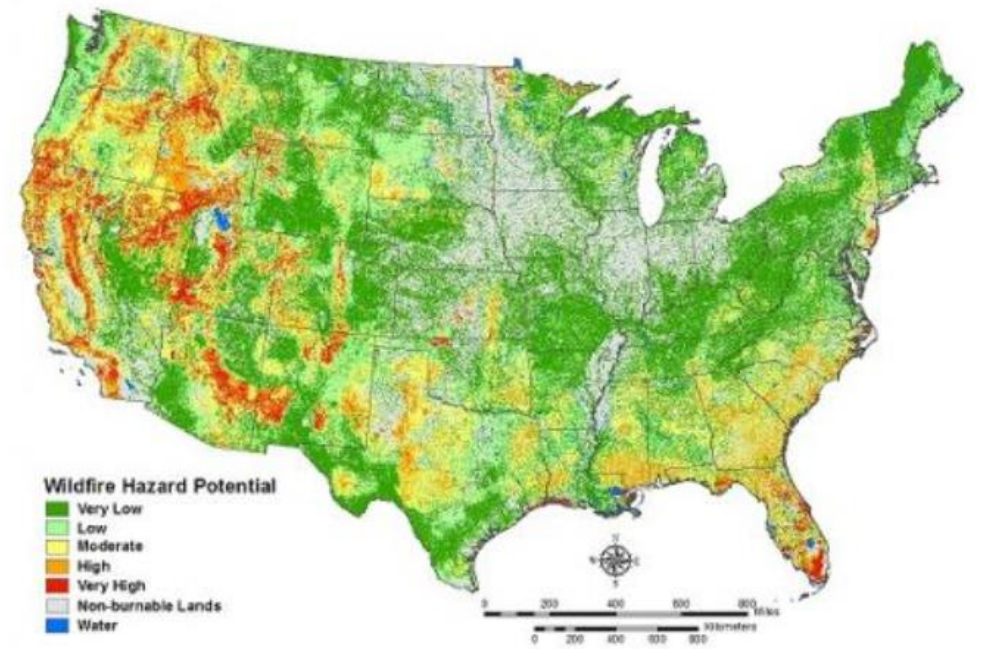 Wildfire Hazard Potential
Very Low
Low
Moderate
High
Very High
Non-burnable Lands
Water
N
S
0 200 400 600 800 Miles
0 200 400 600 800 Kilometers